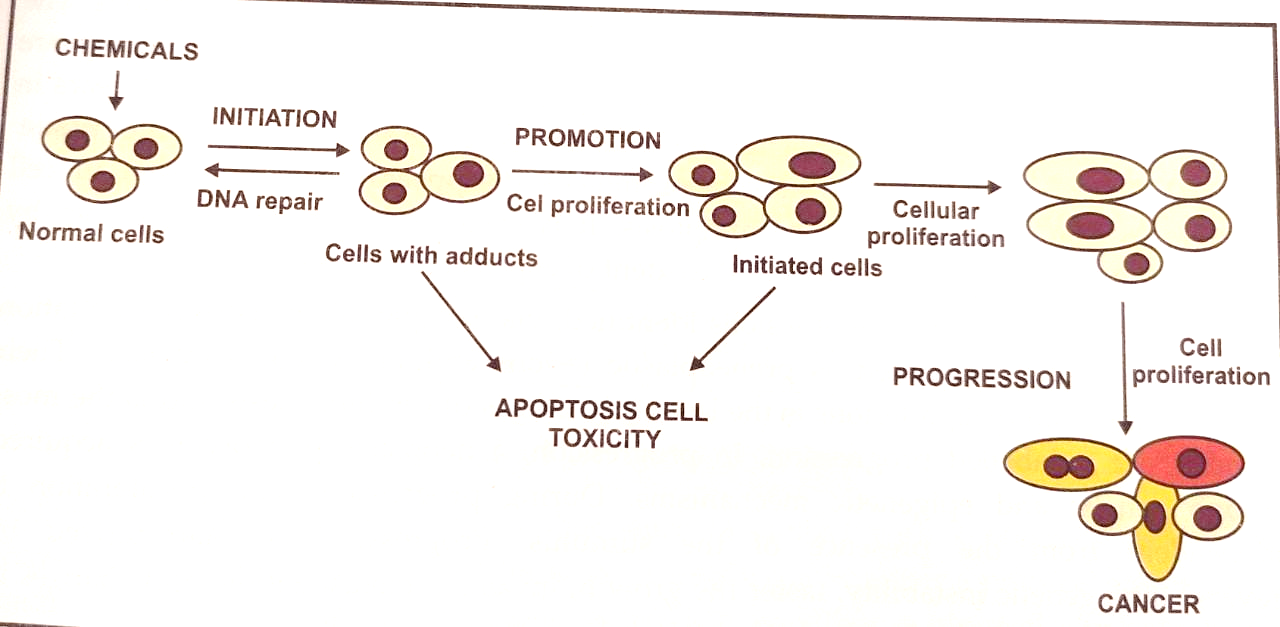 CHEMICALS
INITIATION
DNA repair
Normal cells
Cells with adducts
PROMOTION
Cel proliferation
Initiated cells
Cellular
proliferation
APOPTOSIS CELL
TOXICITY
PROGRESSION
Cell
proliferation
CANCER